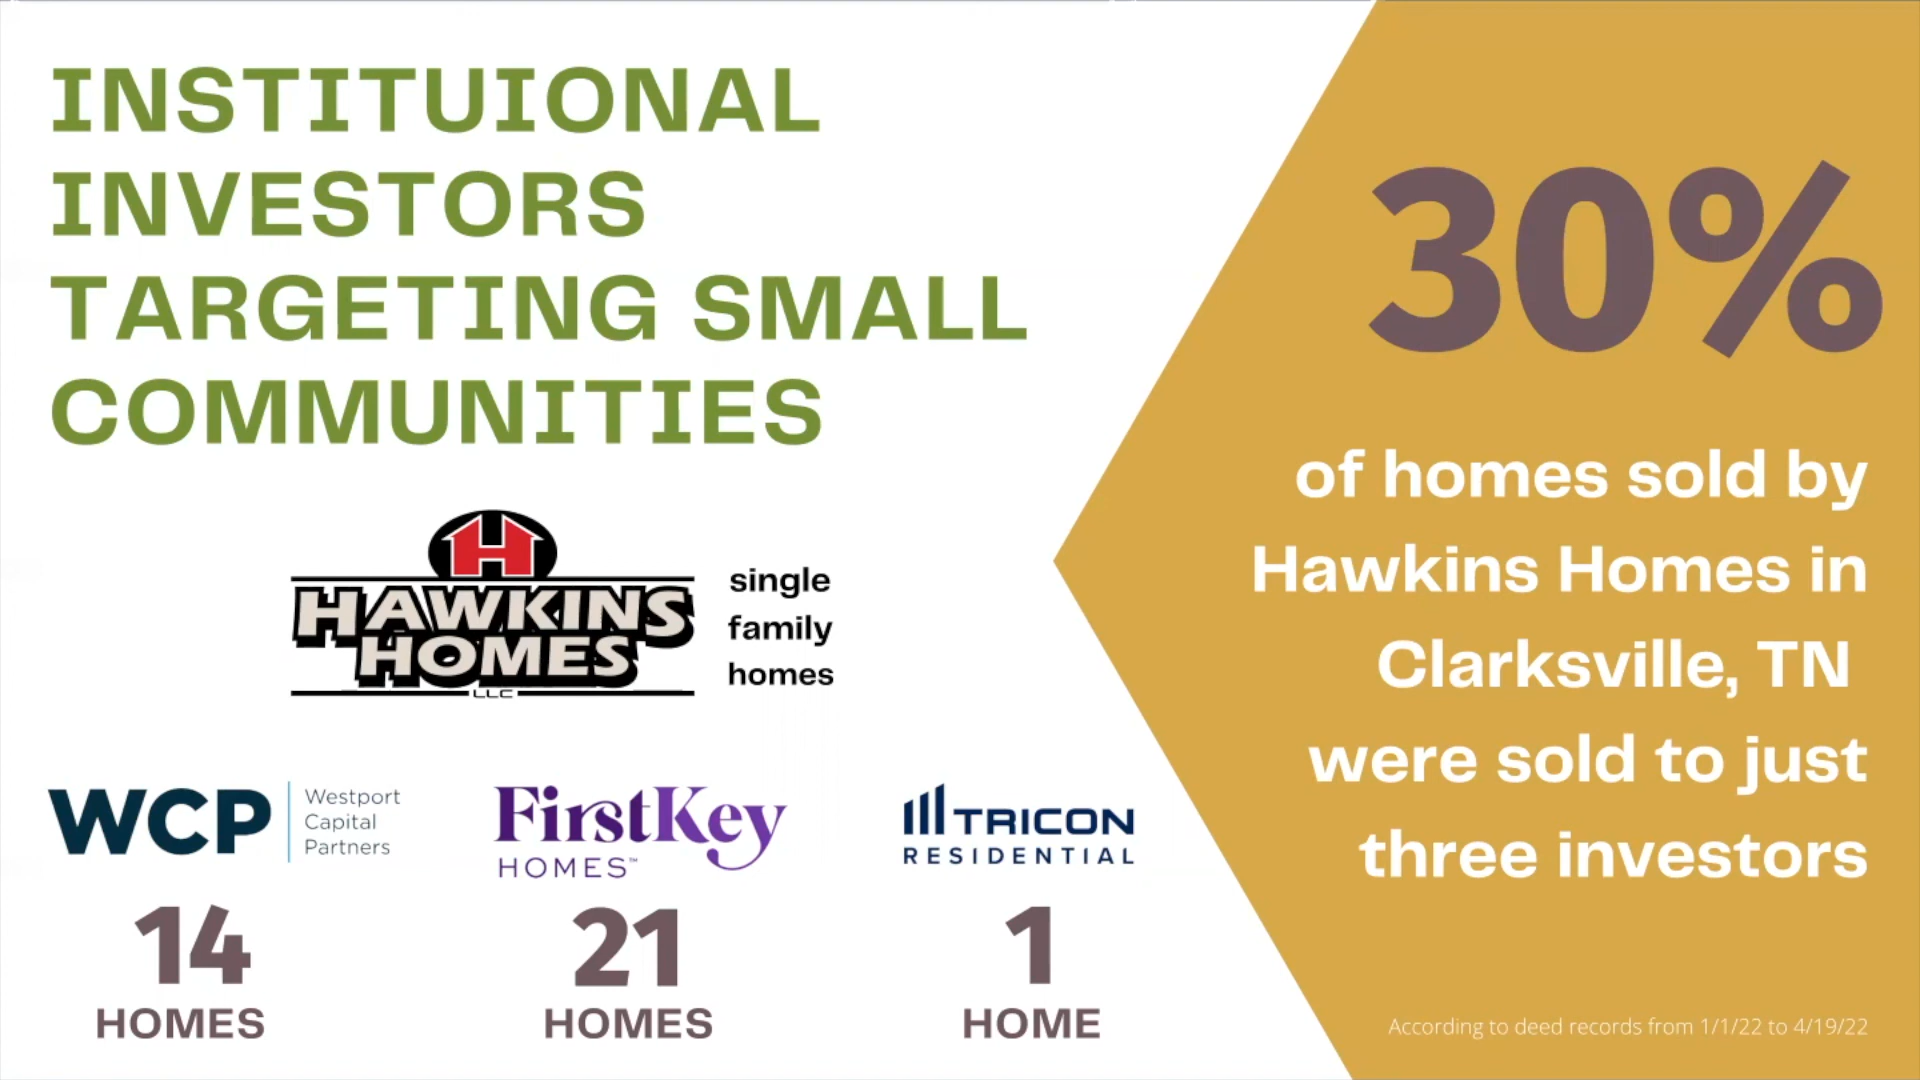 INSTITUIONAL
INVESTORS
TARGETING SMALL
COMMUNITIES
H
HAWKINS
HOMES
LLC
single
family
homes
WCP
Westport
Capital
Partners
FirstKey
HOMES™
TRICON
RESIDENTIAL
14
HOMES
21
HOMES
1
HOME
30%
of homes sold by
Hawkins Homes in
Clarksville, TN
were sold to just
three investors
According to deed records from 1/1/22 to 4/19/22